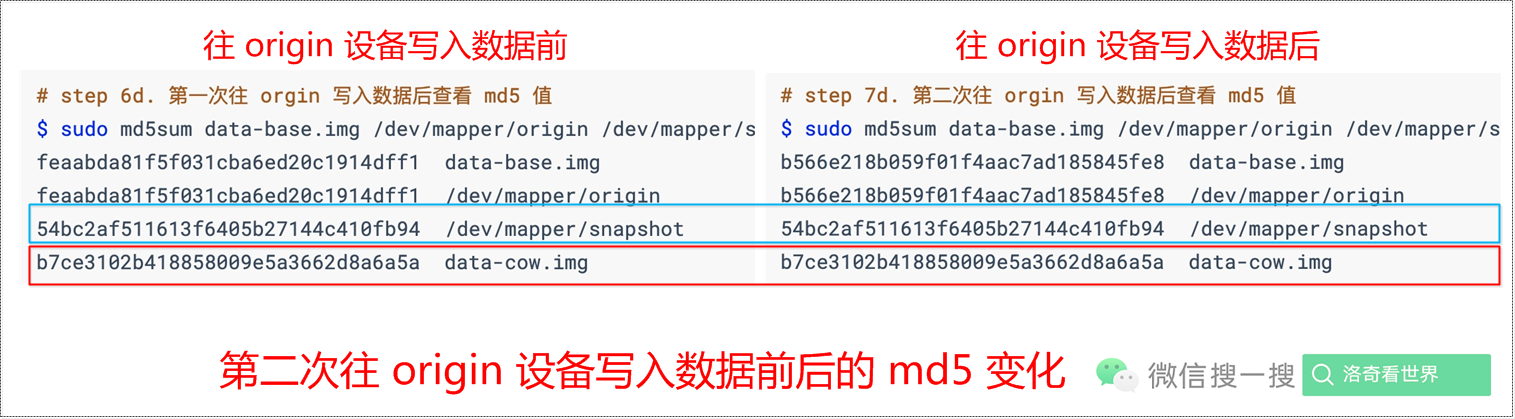 往 origin 设备写入数据前
# step 6d. 第一次往 orgin 写入数据后查看 md5 值
$ sudo md5sum data-base.img /dev/mapper/origin /dev/mapper/s
feaabda81f5f031cba6ed20c1914dff1 data-base.img
feaabda81f5f031cba6ed20c1914dff1 /dev/mapper/origin
54bc2af511613f6405b27144c410fb94 /dev/mapper/snapshot
b7ce3102b418858009e5a3662d8a6a5a data-cow.img
往 origin 设备写入数据后
# step 7d. 第二次往 orgin 写入数据后查看 md5 值
$ sudo md5sum data-base.img /dev/mapper/origin /dev/mapper/s
b566e218b059f01f4aac7ad185845fe8 data-base.img
b566e218b059f01f4aac7ad185845fe8 /dev/mapper/origin
54bc2af511613f6405b27144c410fb94 /dev/mapper/snapshot
b7ce3102b418858009e5a3662d8a6a5a data-cow.img
第二次往 origin 设备写入数据前后的 md5 变化
微信搜一搜
洛奇看世界